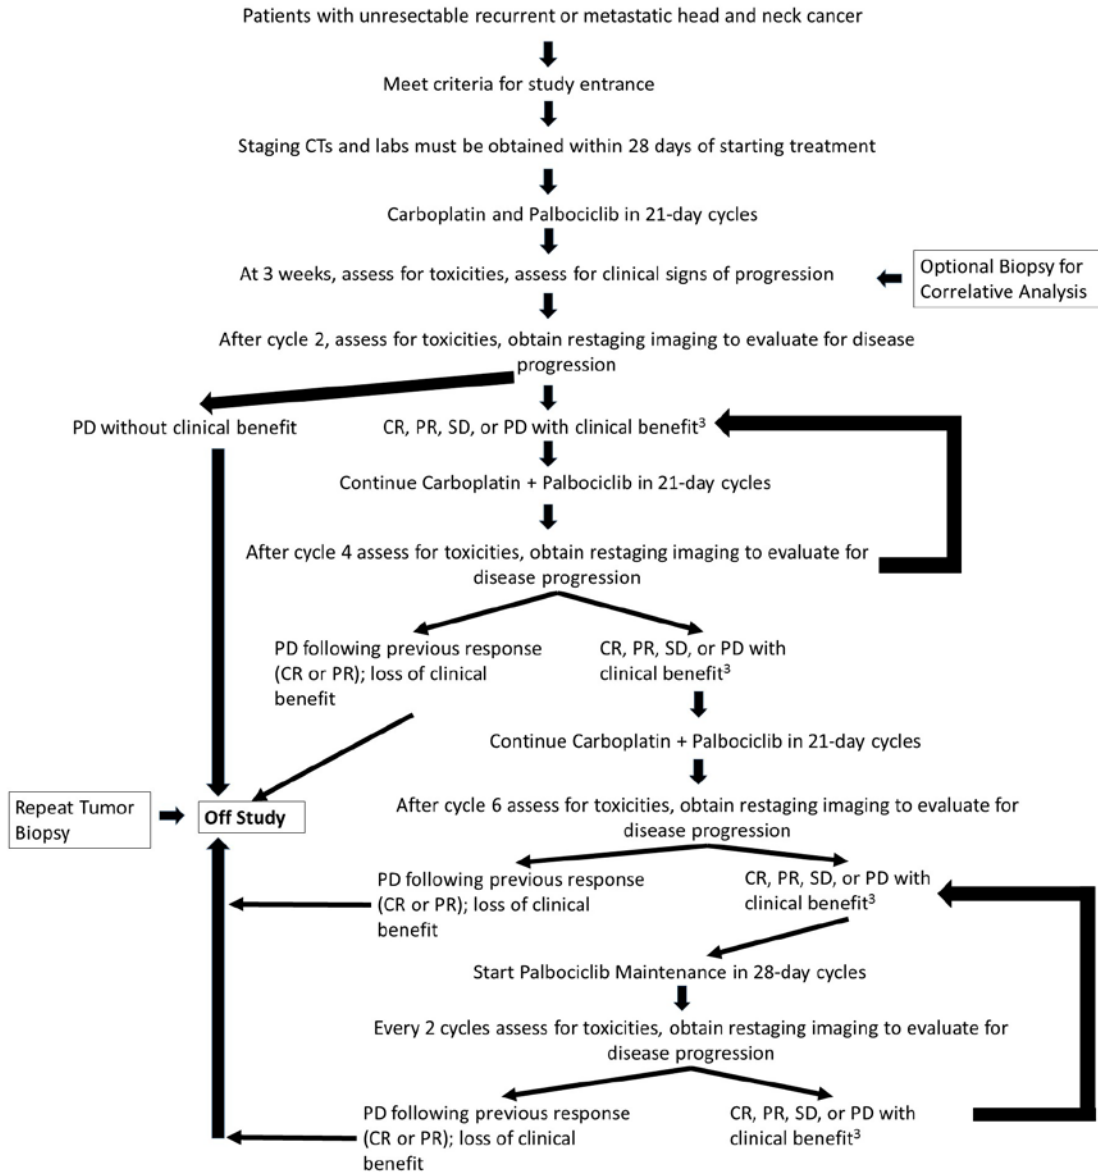 Patients with unresectable recurrent or metastatic head and neck cancer
Meet criteria for study entrance
Staging CTs and labs must be obtained within 28 days of starting treatment
Carboplatin and Palbociclib in 21-day cycles
At 3 weeks, assess for toxicities, assess for clinical signs of progression
Optional Biopsy for
Correlative Analysis
After cycle 2, assess for toxicities, obtain restaging imaging to evaluate for disease
progression
PD without clinical benefit
CR, PR, SD, or PD with clinical benefit³
Continue Carboplatin + Palbociclib in 21-day cycles
After cycle 4 assess for toxicities, obtain restaging imaging to evaluate for
disease progression
PD following previous response
(CR or PR); loss of clinical
benefit
CR, PR, SD, or PD with
clinical benefit³
Continue Carboplatin + Palbociclib in 21-day cycles
Repeat Tumor
Biopsy
Off Study
After cycle 6 assess for toxicities, obtain restaging imaging to evaluate for
disease progression
PD following previous response
(CR or PR); loss of clinical
benefit
CR, PR, SD, or PD with
clinical benefit³
Start Palbociclib Maintenance in 28-day cycles
Every 2 cycles assess for toxicities, obtain restaging imaging to evaluate for
disease progression
PD following previous response
(CR or PR); loss of clinical
benefit
CR, PR, SD, or PD with
clinical benefit³